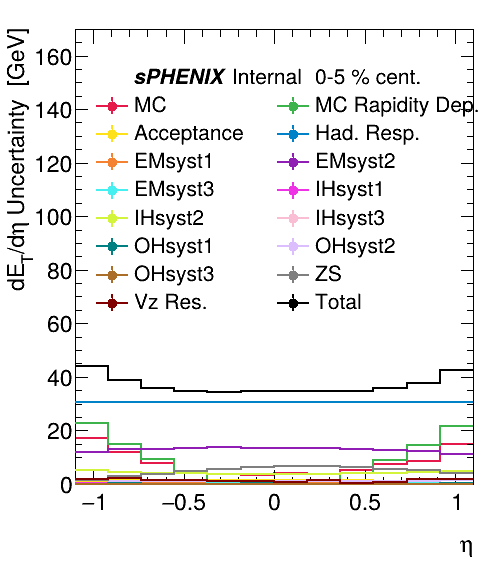 dE_T/dη Uncertainty [GeV]
sPHENIX Internal 0-5 % cent.
MC
MC Rapidity Dep.
Acceptance
Had. Resp.
EMsyst1
EMsyst2
EMsyst3
IHsyst1
IHsyst2
IHsyst3
OHsyst1
OHsyst2
OHsyst3
ZS
Vz Res.
Total
160
140
120
100
80
60
40
20
0
−1
−0.5
0
0.5
1
η